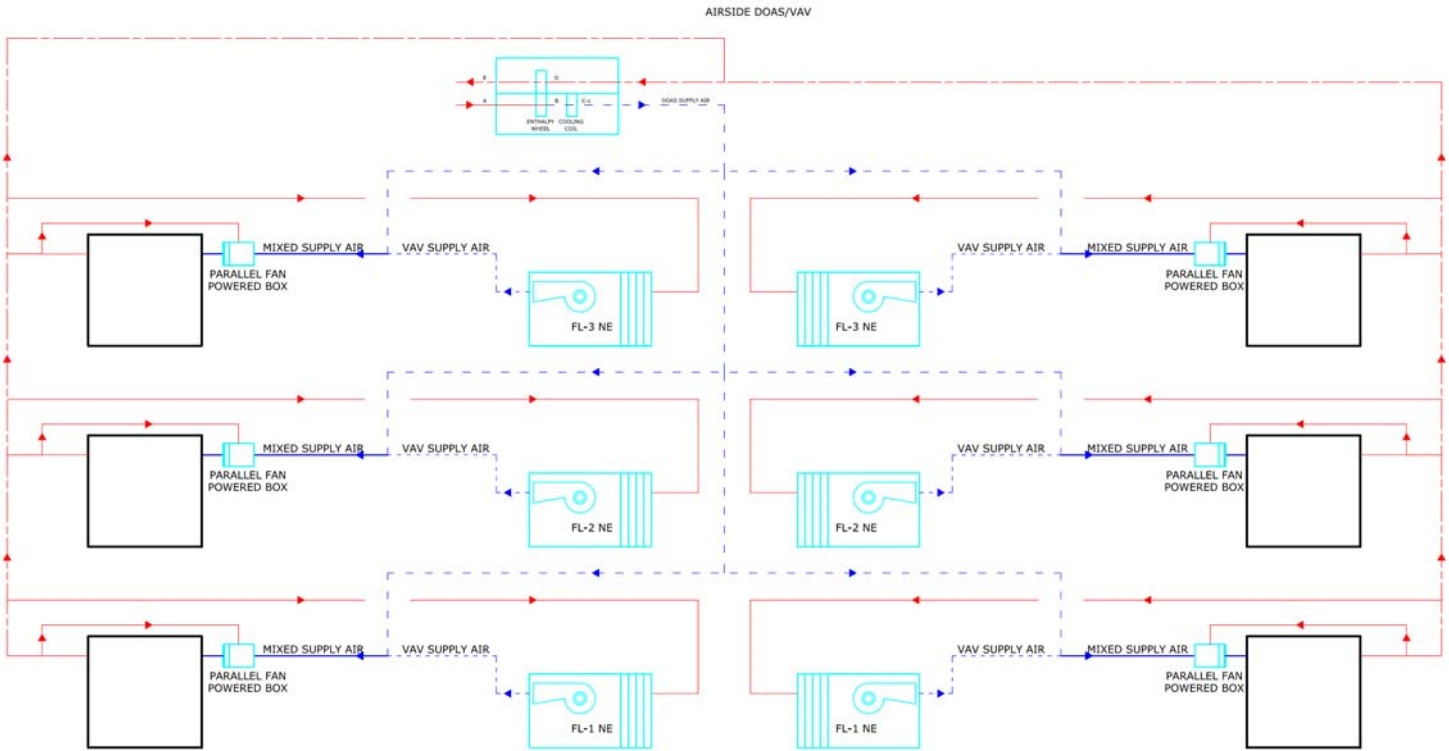 AIRSIDE DOAS/VAV
E D
A B C-c DOAS SUPPLY AIR
ENTHALPY COOLING
WHEEL COIL
MIXED SUPPLY AIR VAV SUPPLY AIR VAV SUPPLY AIR MIXED SUPPLY AIR
PARALLEL FAN PARALLEL FAN
POWERED BOX POWERED BOX
FL-3 NE FL-3 NE
MIXED SUPPLY AIR VAV SUPPLY AIR VAV SUPPLY AIR MIXED SUPPLY AIR
PARALLEL FAN PARALLEL FAN
POWERED BOX POWERED BOX
FL-2 NE FL-2 NE
MIXED SUPPLY AIR VAV SUPPLY AIR VAV SUPPLY AIR MIXED SUPPLY AIR
PARALLEL FAN PARALLEL FAN
POWERED BOX POWERED BOX
FL-1 NE FL-1 NE